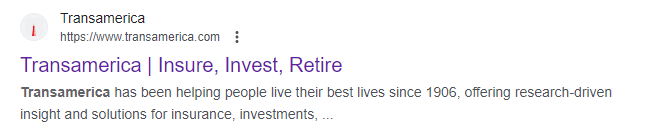 Transamerica
https://www.transamerica.com
Transamerica | Insure, Invest, Retire
Transamerica has been helping people live their best lives since 1906, offering research-driven
insight and solutions for insurance, investments, ...